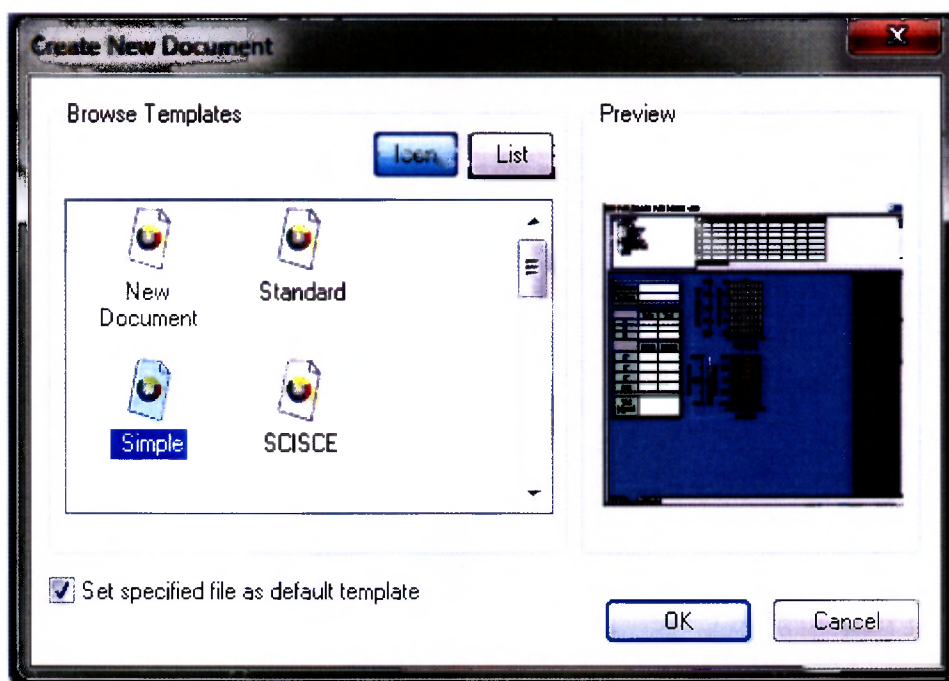 Create New Document
Browse Templates
Preview
Icon
List
New
Document
Standard
Simple
SCISCE
Set specified file as default template
OK
Cancel